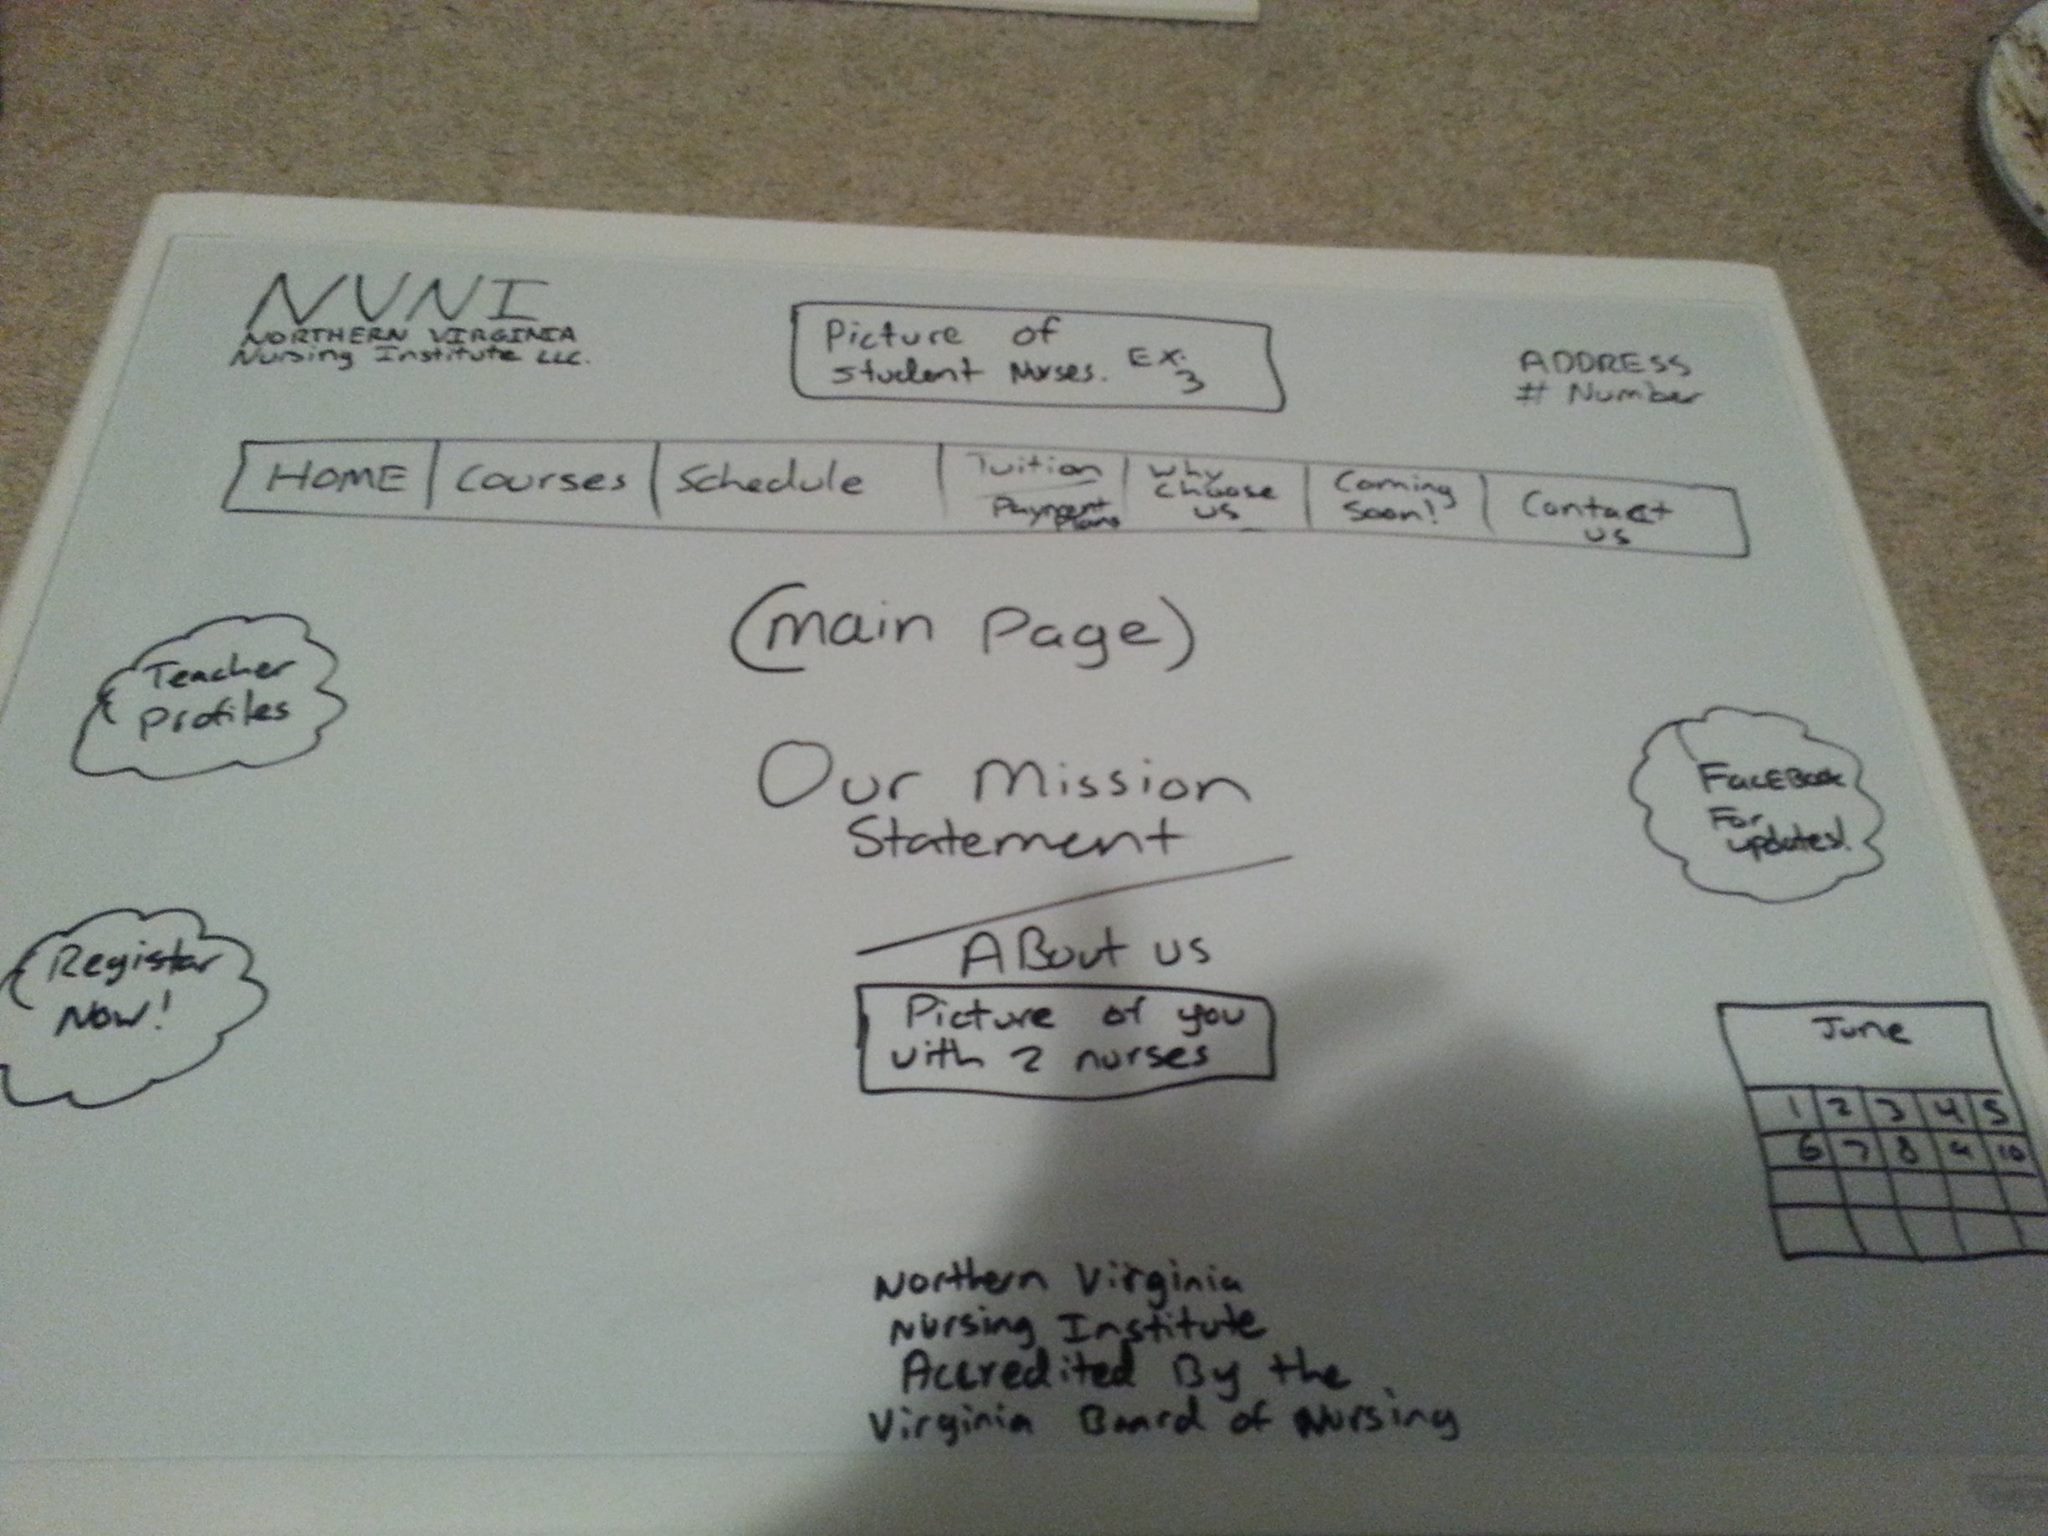 NVNI
NORTHERN VIRGINIA
Nursing Institute LLC.
Picture of
student Nurses. Ex.
3
ADDRESS
# Number
HOME
Courses
Schedule
Tuition
Payment
Plans
Why
choose
us
Coming
Soon!
Contact
us
(Main Page)
Teacher
Profiles
Our Mission
Statement
FaceBook
For
updates!
Registar
Now!
ABout us
Picture of you
with 2 nurses
June
1 2 3 4 5
6 7 8 9 10
Northern Virginia
Nursing Institute
Accredited By the
Virginia Board of Nursing